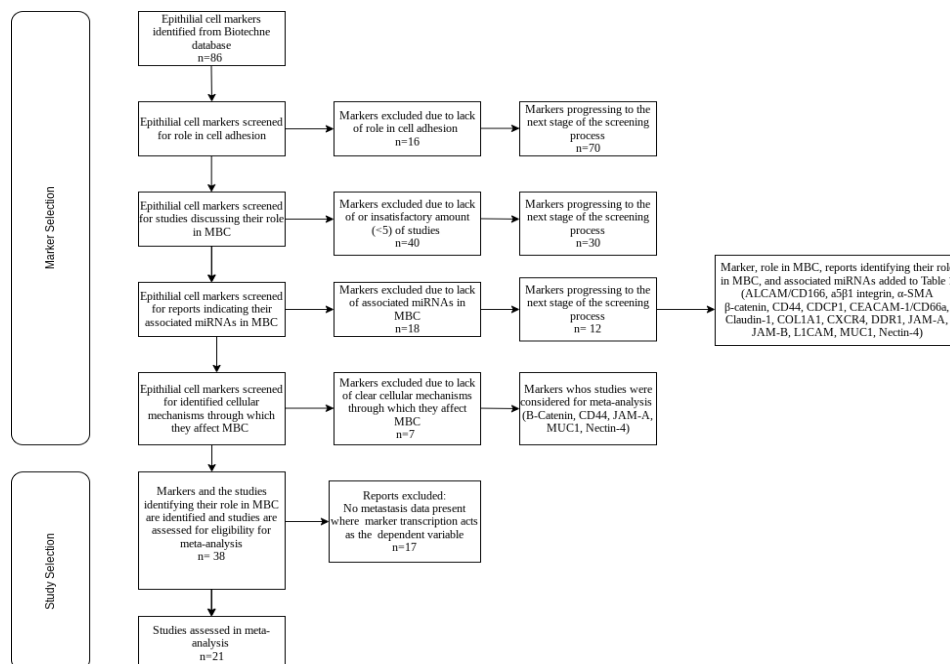 Marker Selection
Epithilial cell markers
identified from Biotechne
database
n=86
Epithilial cell markers screened
for role in cell adhesion
Markers excluded due to lack
of role in cell adhesion
n=16
Markers progressing to the
next stage of the screening
process
n=70
Epithilial cell markers screened
for studies discussing their role
in MBC
Markers excluded due to lack
of or insatisfactory amount
(<5) of studies
n=40
Markers progressing to the
next stage of the screening
process
n=30
Epithilial cell markers screened
for reports indicating their
associated miRNAs in MBC
Markers excluded due to lack
of associated miRNAs in
MBC
n=18
Markers progressing to the
next stage of the screening
process
n= 12
Marker, role in MBC, reports identifying their role
in MBC, and associated miRNAs added to Table 1
(ALCAM/CD166, a5β1 integrin, α-SMA
β-catenin, CD44, CDCP1, CEACAM-1/CD66a,
Claudin-1, COL1A1, CXCR4, DDR1, JAM-A,
JAM-B, L1CAM, MUC1, Nectin-4)
Epithilial cell markers screened
for identified cellular
mechanisms through which
they affect MBC
Markers excluded due to lack
of clear cellular mechanisms
through which they affect
MBC
n=7
Markers whos studies were
considered for meta-analysis
(B-Catenin, CD44, JAM-A,
MUC1, Nectin-4)
Study Selection
Markers and the studies
identifying their role in MBC
are identified and studies are
assessed for eligibility for
meta-analysis
n= 38
Reports excluded:
No metastasis data present
where marker transcription acts
as the dependent variable
n=17
Studies assessed in meta-
analysis
n=21